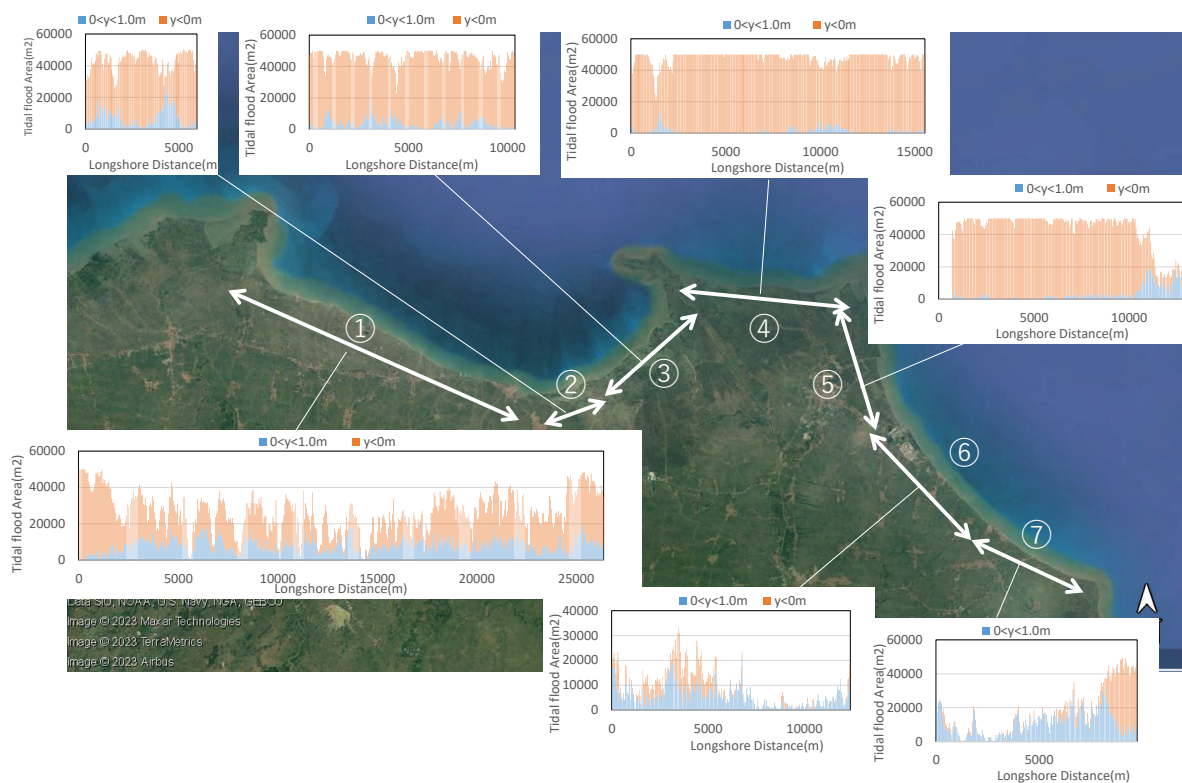 0<y<1.0m y<0m
60000
40000
20000
0
0 5000
Tidal flood Area(m2)
Longshore Distance(m)
0<y<1.0m y<0m
60000
40000
20000
0
0 5000 10000
Tidal flood Area(m2)
Longshore Distance(m)
0<y<1.0m y<0m
60000
40000
20000
0
0 5000 10000 15000
Tidal flood Area(m2)
Longshore Distance(m)
0<y<1.0m y<0m
60000
40000
20000
0
0 5000 10000
Tidal flood Area(m2)
Longshore Distance(m)
①
②
③
④
⑤
⑥
⑦
0<y<1.0m y<0m
60000
40000
20000
0
0 5000 10000 15000 20000 25000
Tidal flood Area(m2)
Longshore Distance(m)
Data SIO, NOAA, U.S. Navy, NGA, GEBCO
Image © 2023 Maxar Technologies
Image © 2023 TerraMetrics
Image © 2023 Airbus
0<y<1.0m y<0m
40000
30000
20000
10000
0
0 5000 10000
Tidal flood Area(m2)
Longshore Distance(m)
0<y<1.0m
60000
40000
20000
0
0 5000
Tidal flood Area(m2)
Longshore Distance(m)